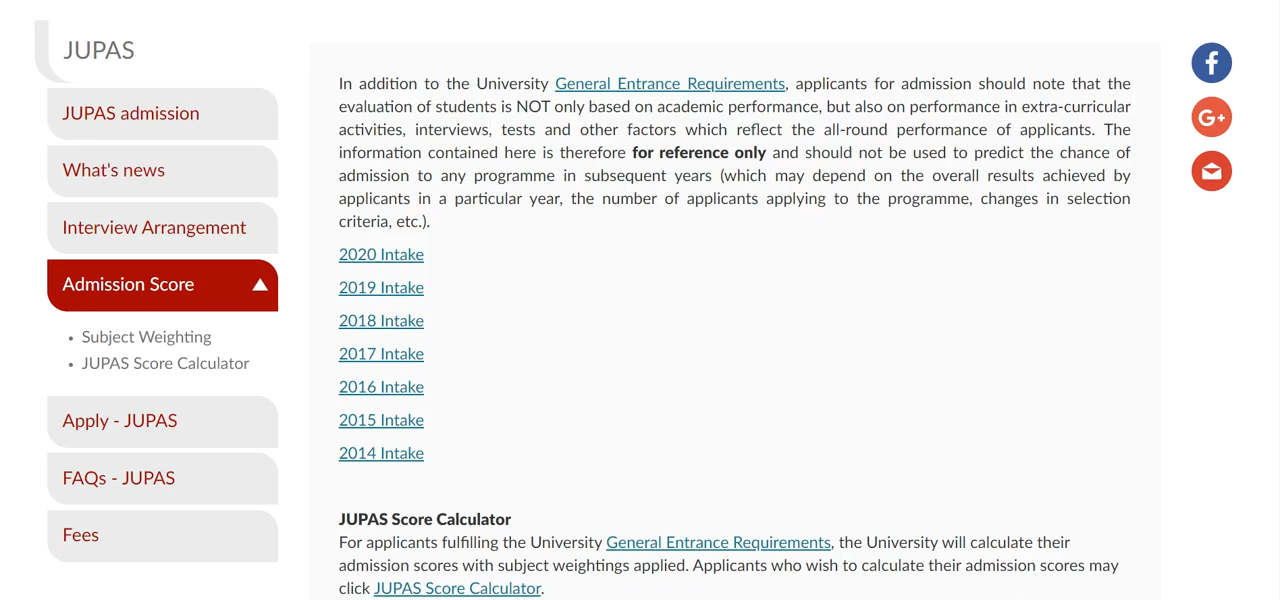 JUPAS
JUPAS admission
What's news
Interview Arrangement
Admission Score
• Subject Weighting
• JUPAS Score Calculator
Apply - JUPAS
FAQs - JUPAS
Fees
In addition to the University General Entrance Requirements, applicants for admission should note that the
evaluation of students is NOT only based on academic performance, but also on performance in extra-curricular
activities, interviews, tests and other factors which reflect the all-round performance of applicants. The
information contained here is therefore for reference only and should not be used to predict the chance of
admission to any programme in subsequent years (which may depend on the overall results achieved by
applicants in a particular year, the number of applicants applying to the programme, changes in selection
criteria, etc.).
2020 Intake
2019 Intake
2018 Intake
2017 Intake
2016 Intake
2015 Intake
2014 Intake
JUPAS Score Calculator
For applicants fulfilling the University General Entrance Requirements, the University will calculate their
admission scores with subject weightings applied. Applicants who wish to calculate their admission scores may
click JUPAS Score Calculator.
f
G+